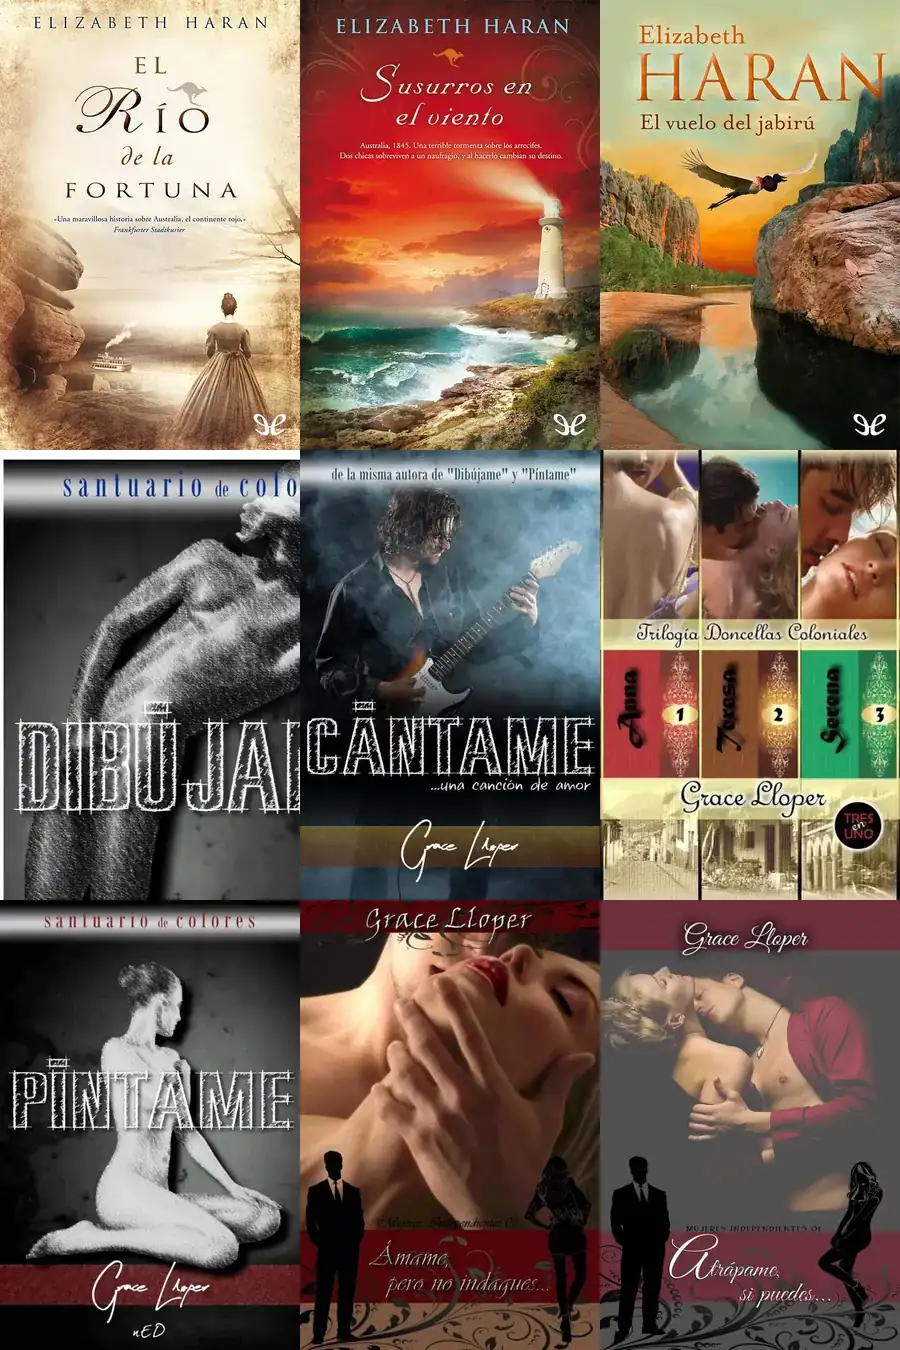 ELIZABETH HARAN
EL
RÍO
de la
FORTUNA
«Una maravillosa historia sobre Australia, el continente rojo.»
Frankfurter Stadtkurier
ELIZABETH HARAN
Susurros en
el viento
Australia, 1845. Una terrible tormenta sobre los arrecifes.
Dos chicas sobreviven a un naufragio, y al hacerlo cambian su destino.
Elizabeth
HARAN
El vuelo del jabirú
santuario de colo
DIBÚJAM
de la misma autora de "Dibújame" y "Píntame"
CÁNTAME
...una canción de amor
Grace Lloper
Trilogía Doncellas Coloniales
Anna
1
Teresa
2
Serena
3
Grace Lloper
TRES
en
UNO
santuario de colores
PÍNTAME
Grace Lloper
nED
Grace Lloper
Ámame,
pero no indagues...
Grace Lloper
MUJERES INDEPENDIENTES 01
Atrápame,
si puedes...